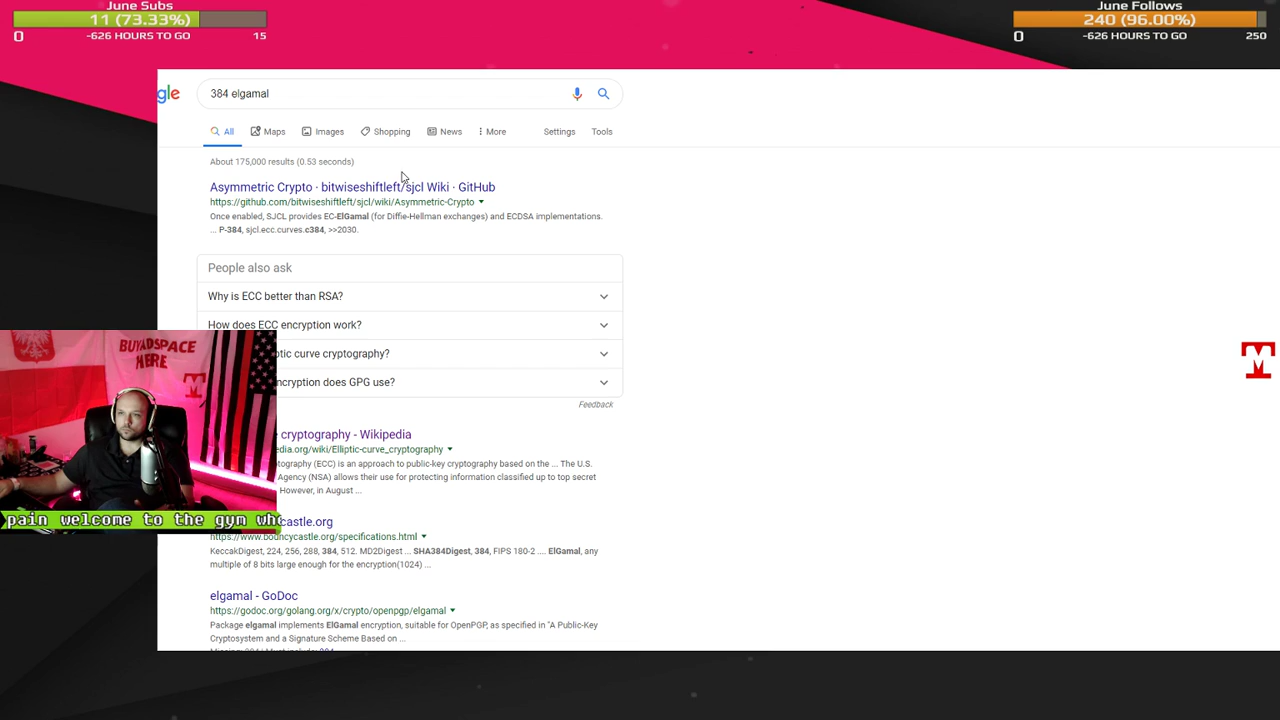 June Subs
11 (73.33%)
0 -626 HOURS TO GO 15
June Follows
240 (96.00%)
0 -626 HOURS TO GO 250
gle 384 elgamal
All Maps Images Shopping News More Settings Tools
About 175,000 results (0.53 seconds)
Asymmetric Crypto · bitwiseshiftleft/sjcl Wiki · GitHub
https://github.com/bitwiseshiftleft/sjcl/wiki/Asymmetric-Crypto
Once enabled, SJCL provides EC-ElGamal (for Diffie-Hellman exchanges) and ECDSA implementations.
... P-384, sjcl.ecc.curves.c384, >>2030.
People also ask
Why is ECC better than RSA?
How does ECC encryption work?
ptic curve cryptography?
ncryption does GPG use?
Feedback
cryptography - Wikipedia
edia.org/wiki/Elliptic-curve_cryptography
tography (ECC) is an approach to public-key cryptography based on the ... The U.S.
Agency (NSA) allows their use for protecting information classified up to top secret
However, in August ...
castle.org
https://www.bouncycastle.org/specifications.html
KeccakDigest, 224, 256, 288, 384, 512. MD2Digest ... SHA384Digest, 384, FIPS 180-2 .... ElGamal, any
multiple of 8 bits large enough for the encryption(1024) ...
elgamal - GoDoc
https://godoc.org/golang.org/x/crypto/openpgp/elgamal
Package elgamal implements ElGamal encryption, suitable for OpenPGP, as specified in "A Public-Key
Cryptosystem and a Signature Scheme Based on ...
BUY ADSPACE
HERE
pain welcome to the gym who